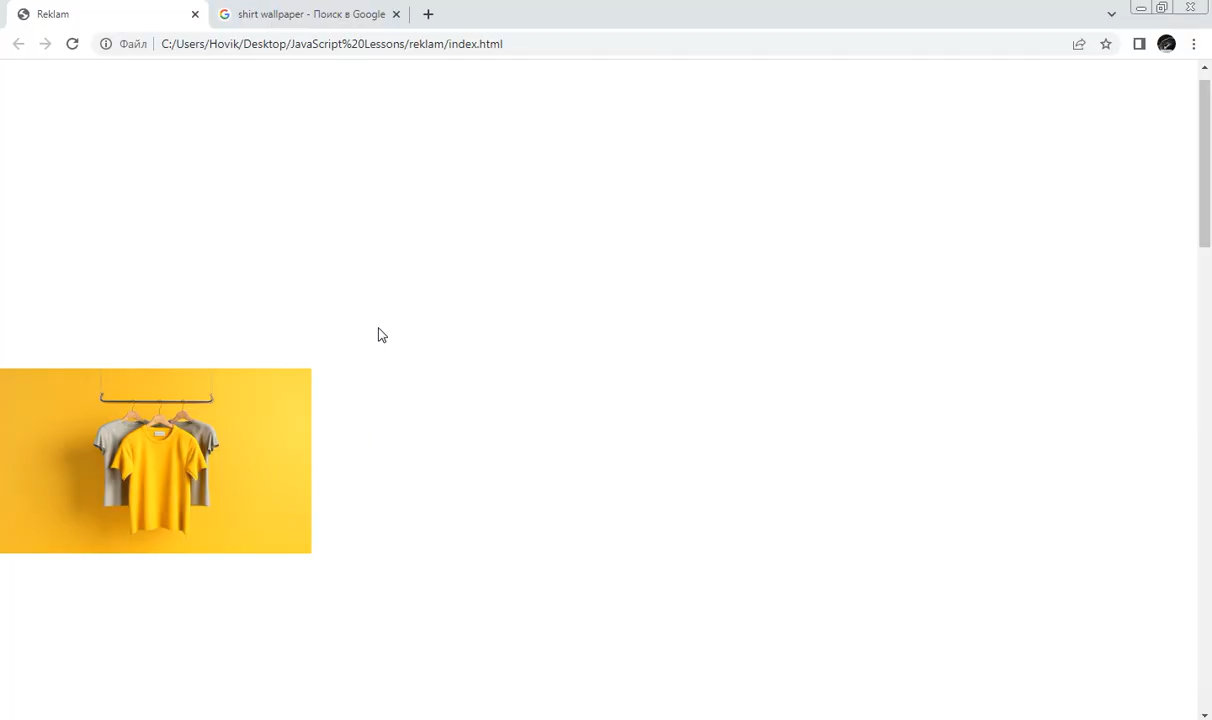 Reklam
shirt wallpaper - Поиск в Google
Файл
C:/Users/Hovik/Desktop/JavaScript%20Lessons/reklam/index.html